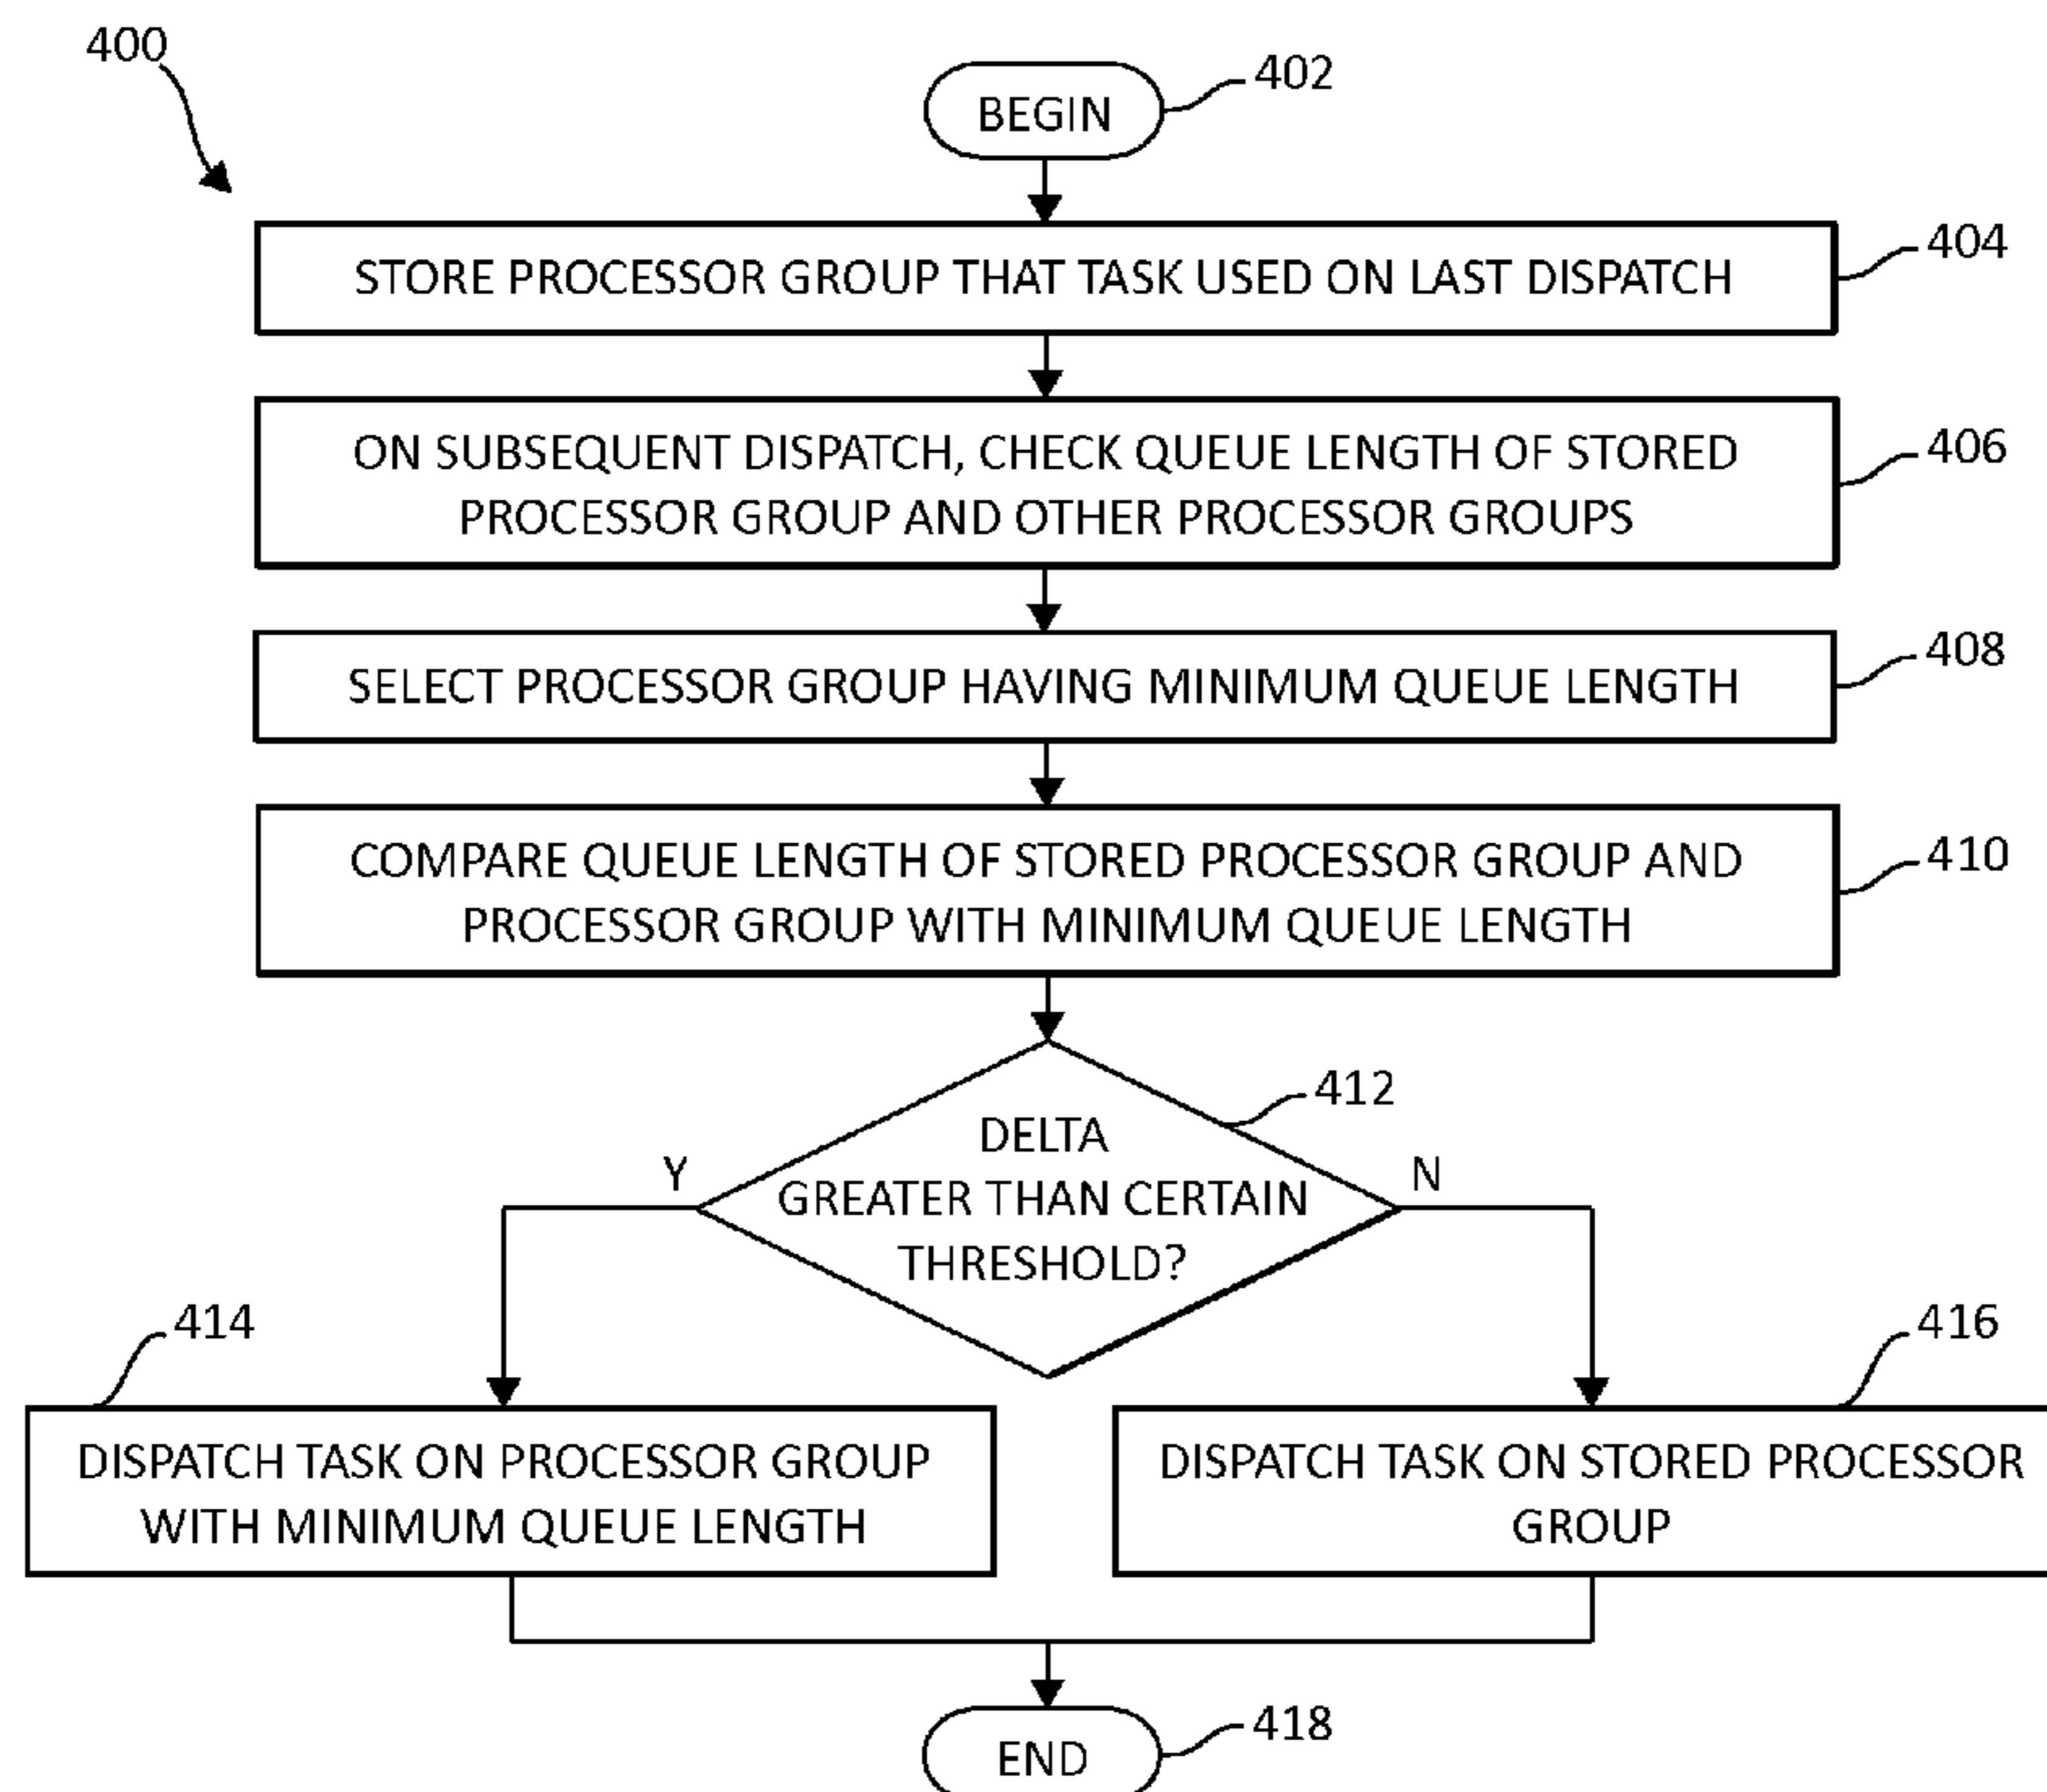 400
BEGIN
402
STORE PROCESSOR GROUP THAT TASK USED ON LAST DISPATCH
404
ON SUBSEQUENT DISPATCH, CHECK QUEUE LENGTH OF STORED
PROCESSOR GROUP AND OTHER PROCESSOR GROUPS
406
SELECT PROCESSOR GROUP HAVING MINIMUM QUEUE LENGTH
408
COMPARE QUEUE LENGTH OF STORED PROCESSOR GROUP AND
PROCESSOR GROUP WITH MINIMUM QUEUE LENGTH
410
412
DELTA
GREATER THAN CERTAIN
THRESHOLD?
Y
N
414
DISPATCH TASK ON PROCESSOR GROUP
WITH MINIMUM QUEUE LENGTH
416
DISPATCH TASK ON STORED PROCESSOR
GROUP
END
418